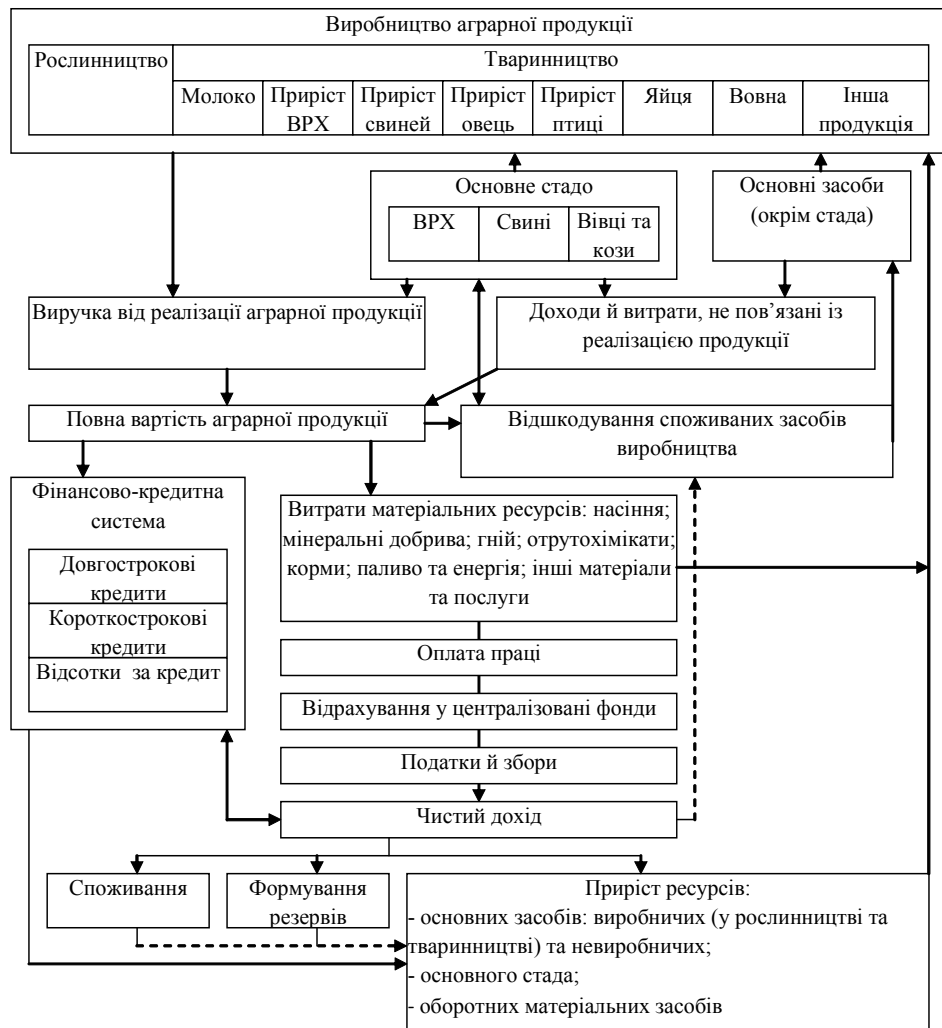 Виробництво аграрної продукції
Рослинництво
Тваринництво
Молоко
Приріст
ВРХ
Приріст
свиней
Приріст
овець
Приріст
птиці
Яйця
Вовна
Інша
продукція
Основне стадо
ВРХ
Свині
Вівці та
кози
Основні засоби
(окрім стада)
Виручка від реалізації аграрної продукції
Доходи й витрати, не пов’язані із
реалізацією продукції
Повна вартість аграрної продукції
Відшкодування споживаних засобів
виробництва
Фінансово-кредитна
система
Довгострокові
кредити
Короткострокові
кредити
Відсотки за кредит
Витрати матеріальних ресурсів: насіння;
мінеральні добрива; гній; отрутохімікати;
корми; паливо та енергія; інші матеріали
та послуги
Оплата праці
Відрахування у централізовані фонди
Податки й збори
Чистий дохід
Споживання
Формування
резервів
Приріст ресурсів:
- основних засобів: виробничих (у рослинництві та
тваринництві) та невиробничих;
- основного стада;
- оборотних матеріальних засобів